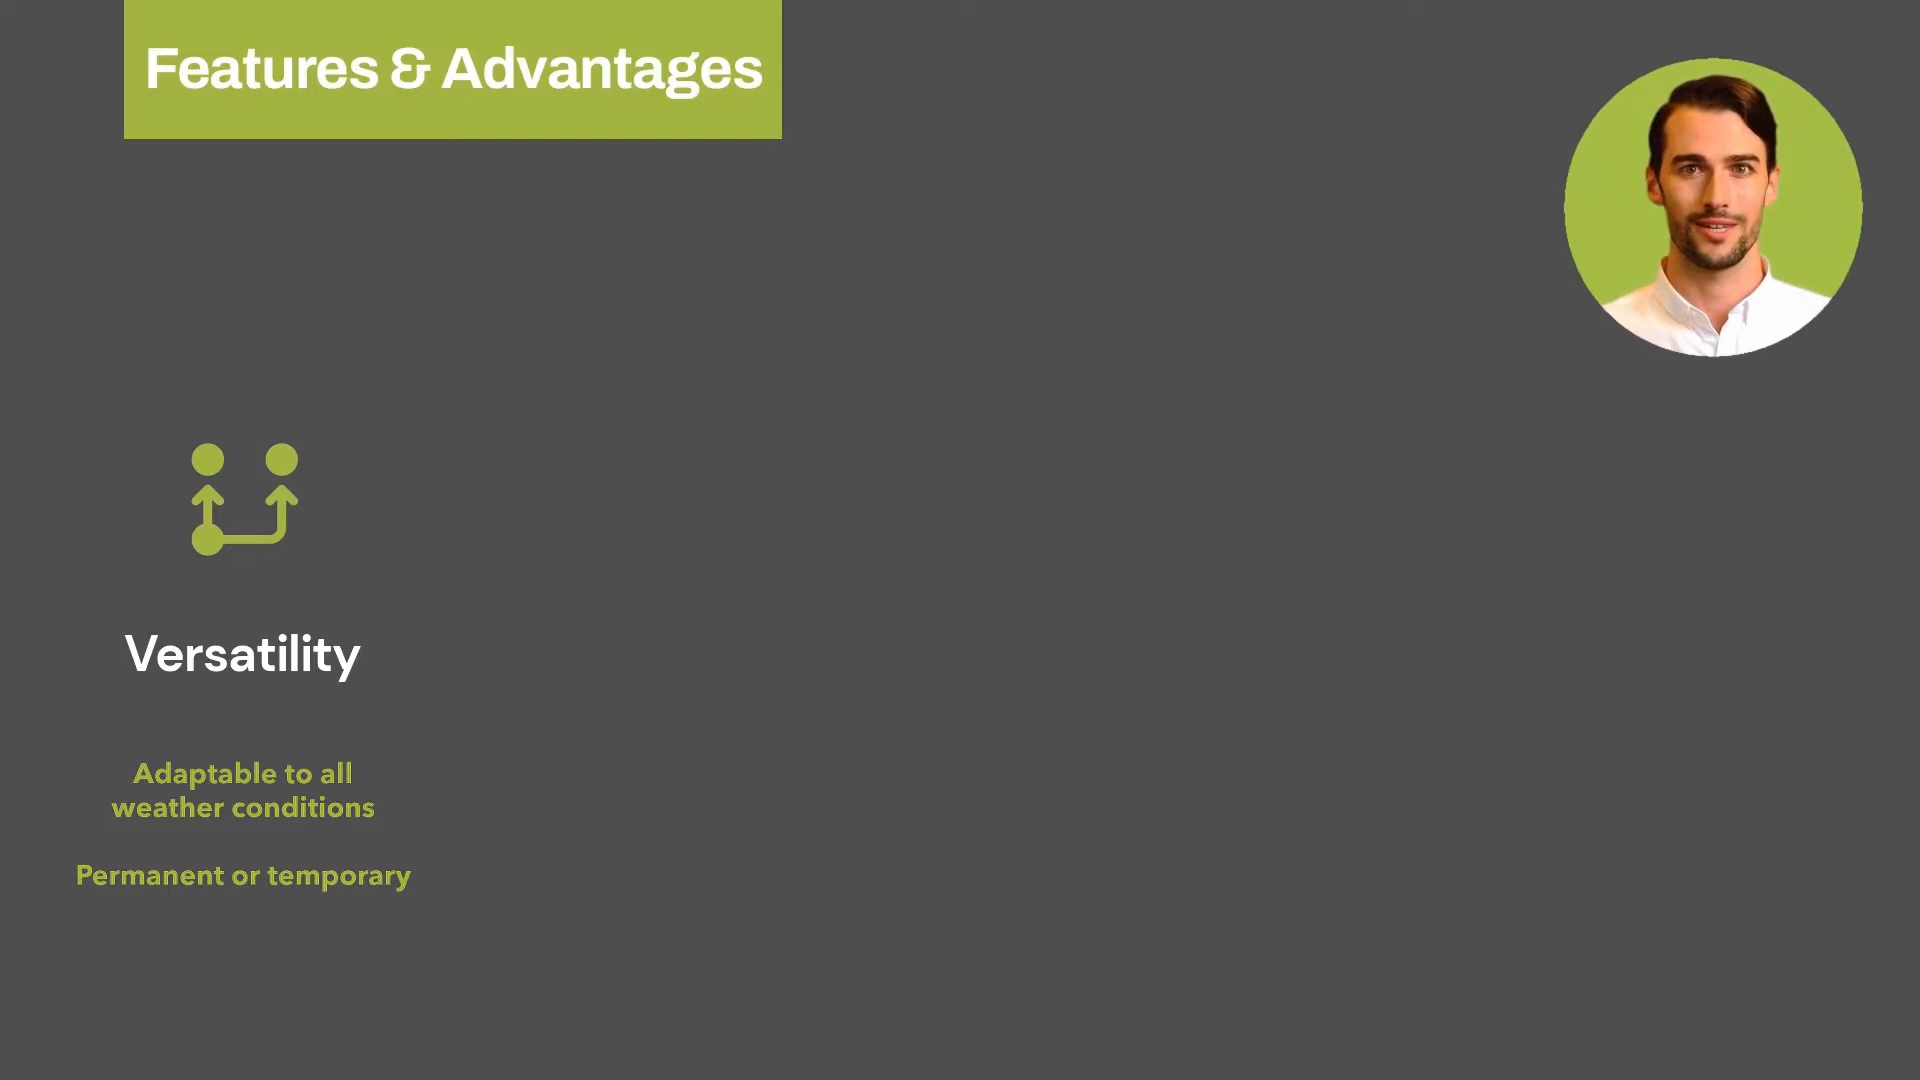 Features & Advantages
Versatility
Adaptable to all
weather conditions
Permanent or temporary